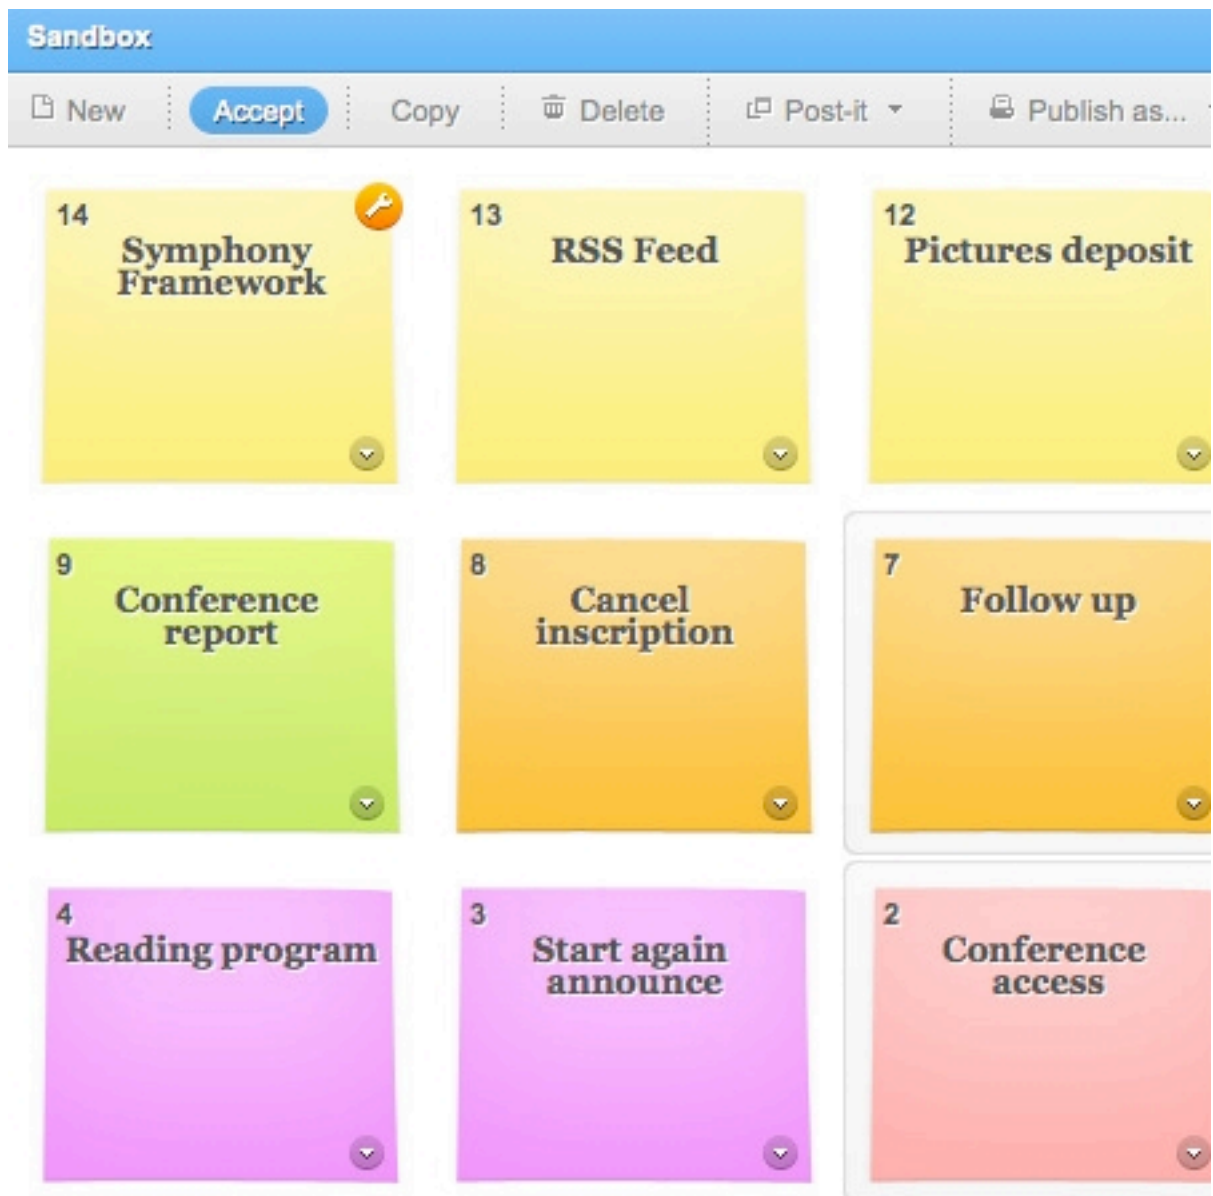 Sandbox
New Accept Copy Delete Post-it Publish as...
14
Symphony
Framework
13
RSS Feed
12
Pictures deposit
9
Conference
report
8
Cancel
inscription
7
Follow up
4
Reading program
3
Start again
announce
2
Conference
access